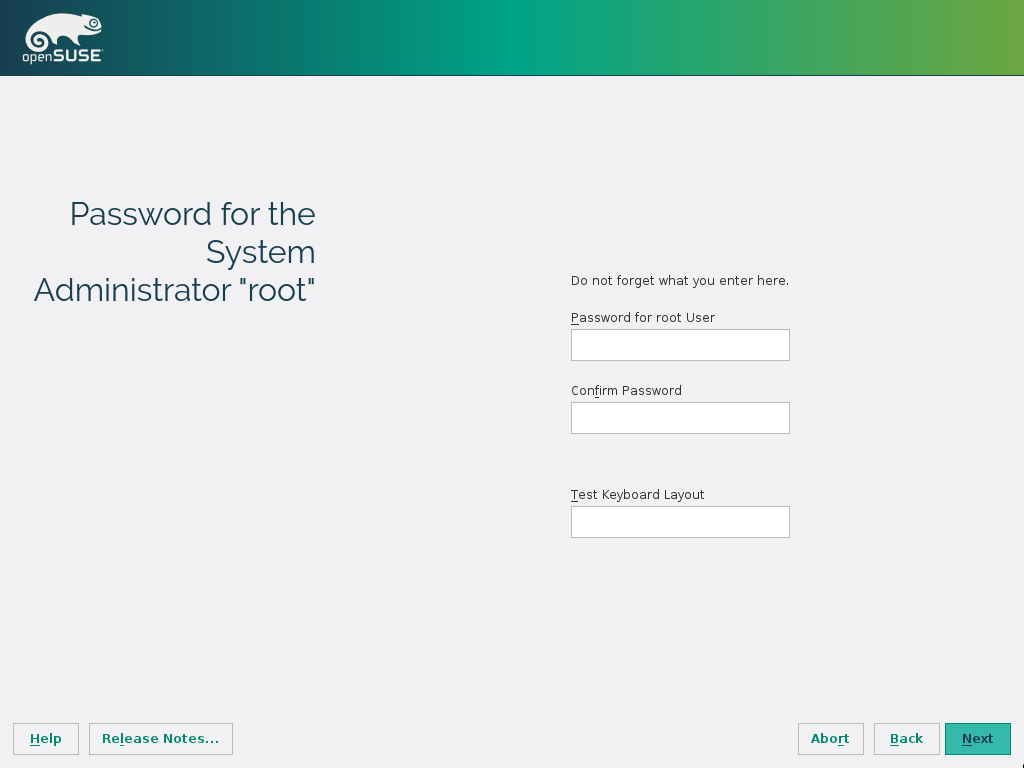 openSUSE
Password for the
System
Administrator "root"
Do not forget what you enter here.
Password for root User
Confirm Password
Test Keyboard Layout
Help
Release Notes...
Abort
Back
Next